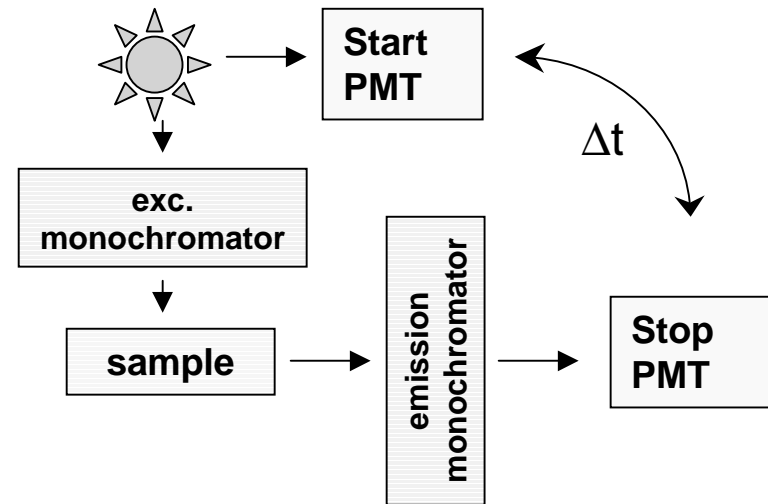 Start
PMT
Δt
exc.
monochromator
emission
monochromator
sample
Stop
PMT